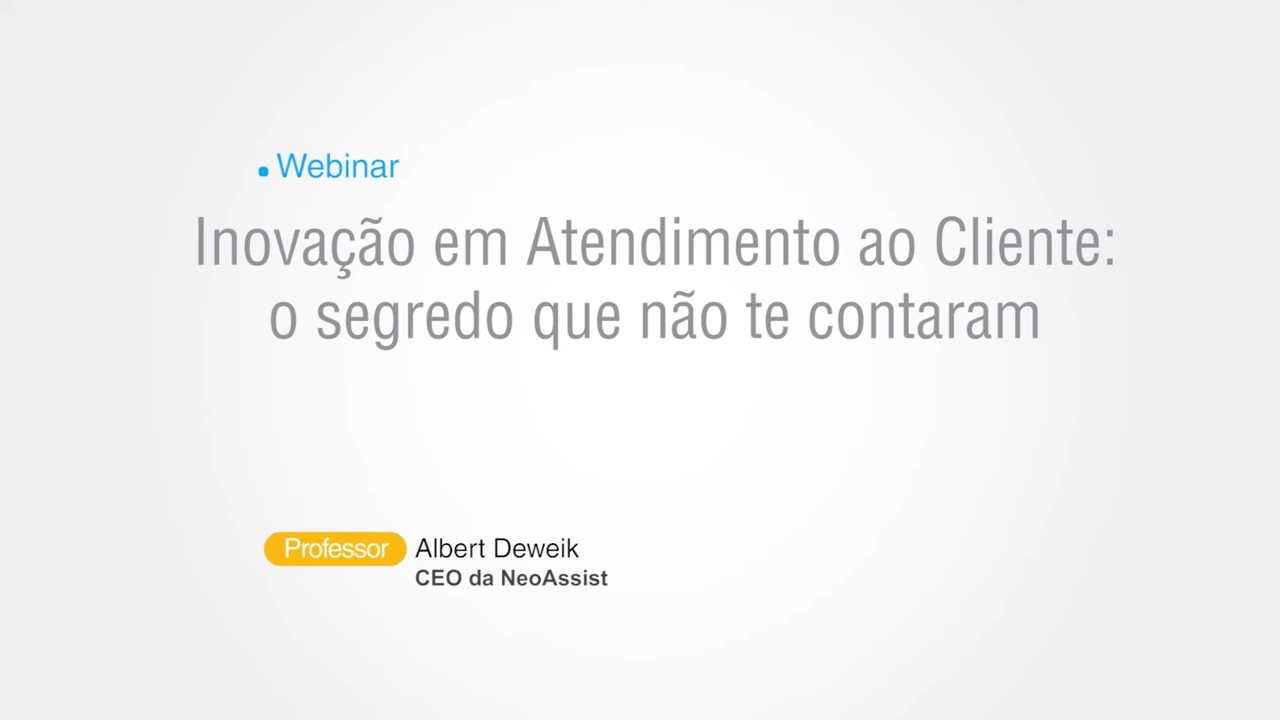 Webinar
Inovação em Atendimento ao Cliente:
o segredo que não te contaram
Professor Albert Deweik
CEO da NeoAssist